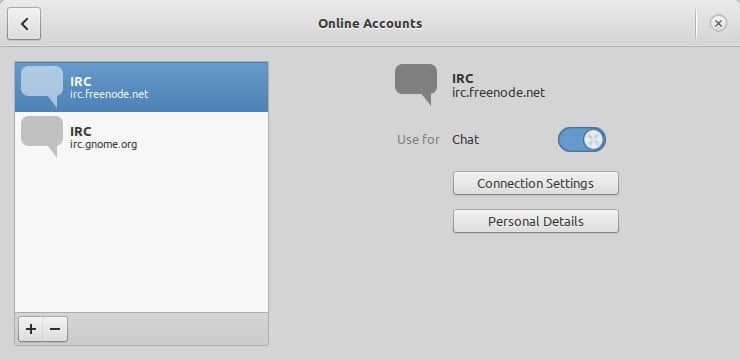 Online Accounts
IRC
irc.freenode.net
IRC
irc.gnome.org
IRC
irc.freenode.net
Use for Chat
Connection Settings
Personal Details